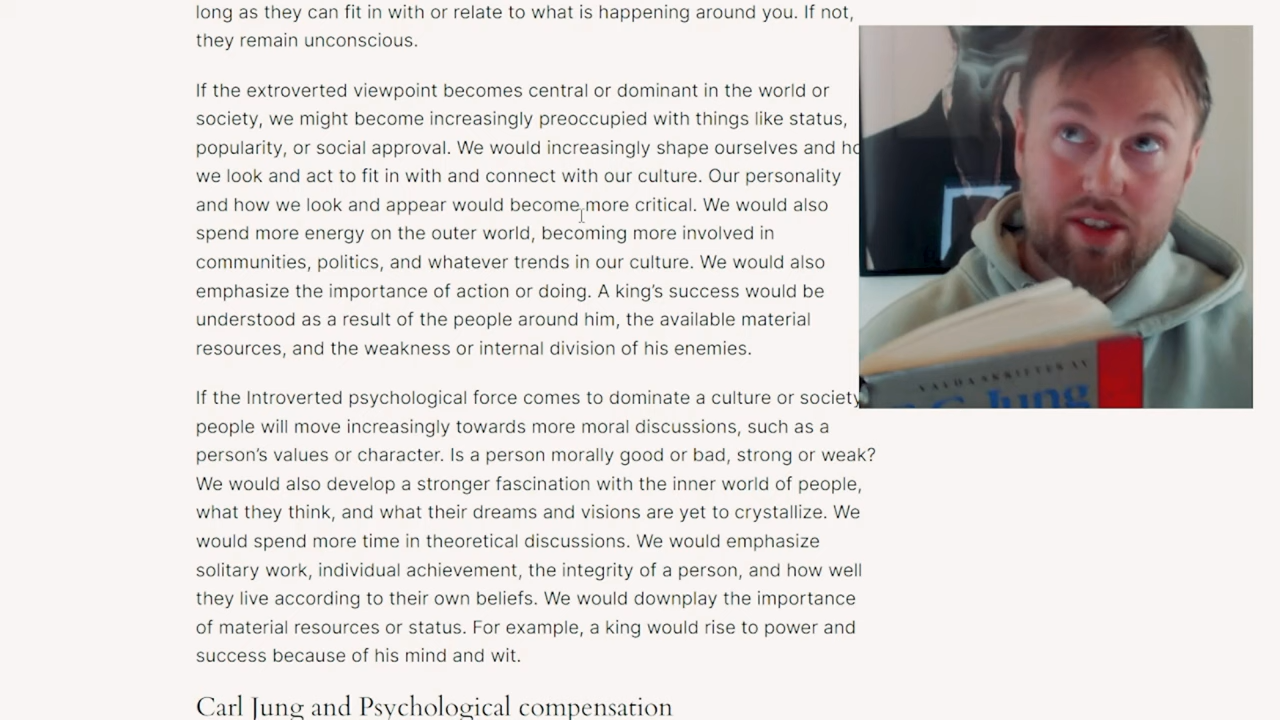 long as they can fit in with or relate to what is happening around you. If not,
they remain unconscious.
If the extroverted viewpoint becomes central or dominant in the world or
society, we might become increasingly preoccupied with things like status,
popularity, or social approval. We would increasingly shape ourselves and
we look and act to fit in with and connect with our culture. Our personality
and how we look and appear would become more critical. We would also
spend more energy on the outer world, becoming more involved in
communities, politics, and whatever trends in our culture. We would also
emphasize the importance of action or doing. A king's success would be
understood as a result of the people around him, the available material
resources, and the weakness or internal division of his enemies.
If the Introverted psychological force comes to dominate a culture or society
people will move increasingly towards more moral discussions, such as a
person's values or character. Is a person morally good or bad, strong or weak?
We would also develop a stronger fascination with the inner world of people,
what they think, and what their dreams and visions are yet to crystallize. We
would spend more time in theoretical discussions. We would emphasize
solitary work, individual achievement, the integrity of a person, and how well
they live according to their own beliefs. We would downplay the importance
of material resources or status. For example, a king would rise to power and
success because of his mind and wit.
Carl Jung and Psychological compensation
VALDA SKRIFTER AV
Jung